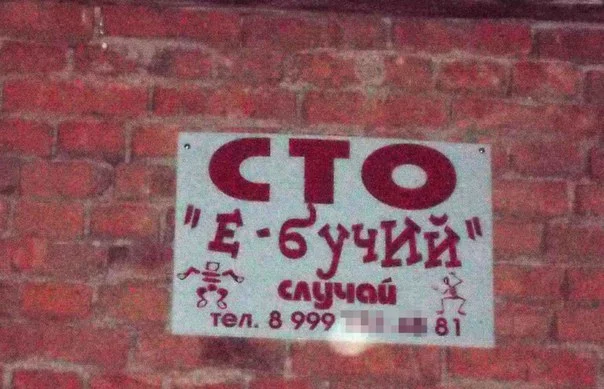 СТО
"Е-бучий"
случай
тел. 8 999 81